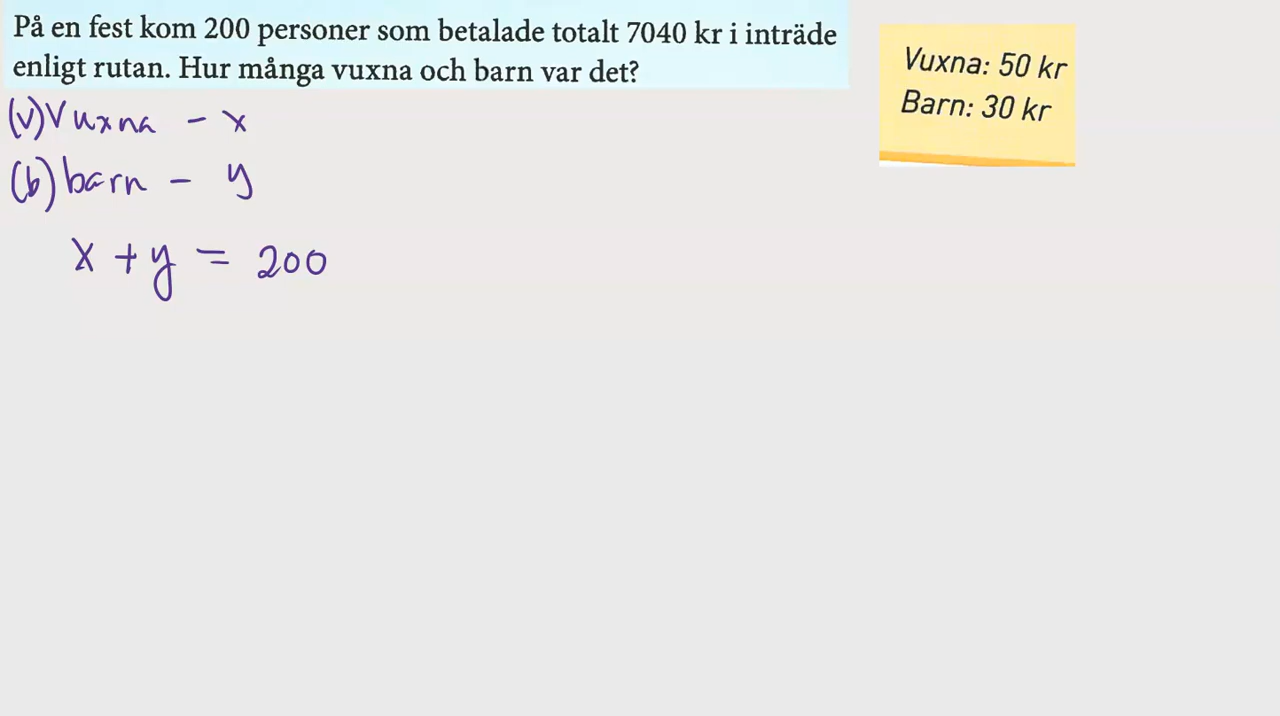 På en fest kom 200 personer som betalade totalt 7040 kr i inträde
enligt rutan. Hur många vuxna och barn var det?
Vuxna: 50 kr
Barn: 30 kr
(v) Vuxna - x
(b) barn - y
x + y = 200